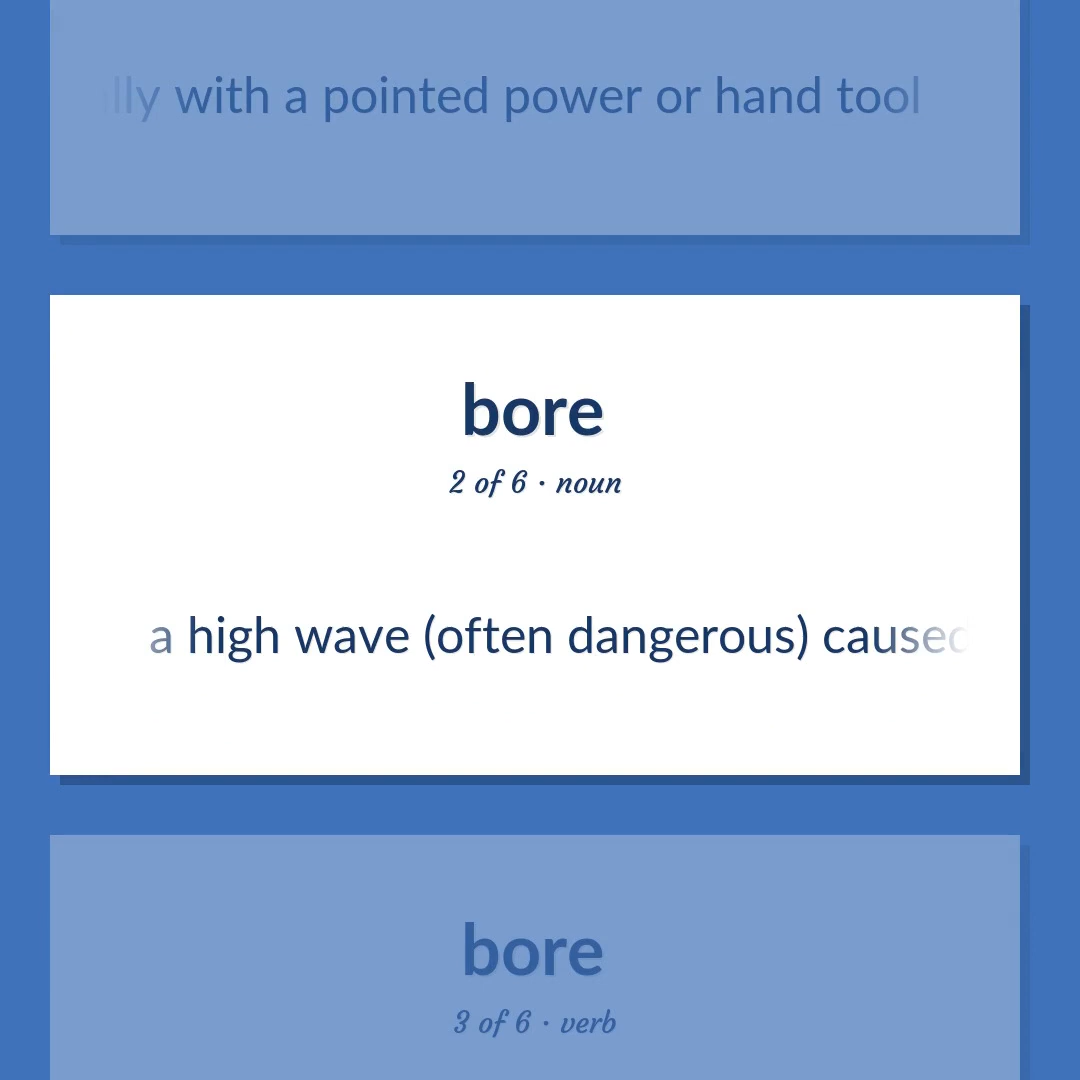 with a pointed power or hand tool
bore
2 of 6 · noun
a high wave (often dangerous) caused
bore
3 of 6 · verb